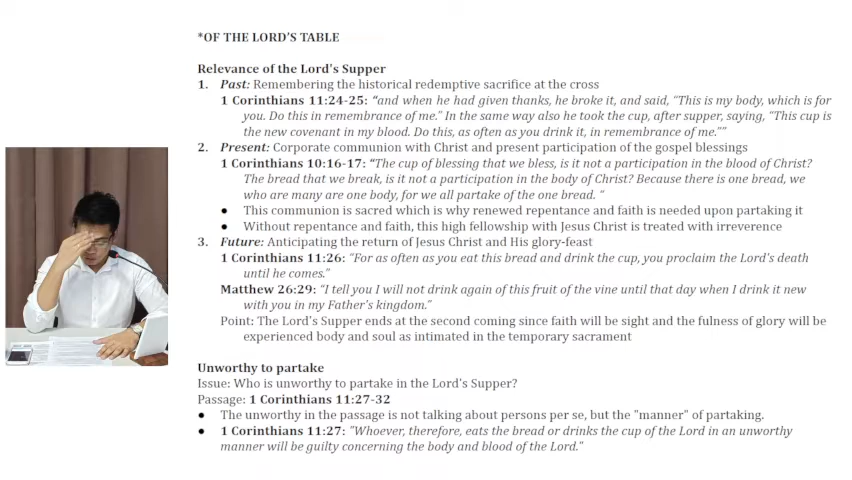 *OF THE LORD'S TABLE
Relevance of the Lord's Supper
1. Past: Remembering the historical redemptive sacrifice at the cross
1 Corinthians 11:24-25: "and when he had given thanks, he broke it, and said, "This is my body, which is for
you. Do this in remembrance of me." In the same way also he took the cup, after supper, saying, "This cup is
the new covenant in my blood. Do this, as often as you drink it, in remembrance of me.""
2. Present: Corporate communion with Christ and present participation of the gospel blessings
1 Corinthians 10:16-17: "The cup of blessing that we bless, is it not a participation in the blood of Christ?
The bread that we break, is it not a participation in the body of Christ? Because there is one bread, we
who are many are one body, for we all partake of the one bread. "
● This communion is sacred which is why renewed repentance and faith is needed upon partaking it
● Without repentance and faith, this high fellowship with Jesus Christ is treated with irreverence
3. Future: Anticipating the return of Jesus Christ and His glory-feast
1 Corinthians 11:26: "For as often as you eat this bread and drink the cup, you proclaim the Lord's death
until he comes."
Matthew 26:29: "I tell you I will not drink again of this fruit of the vine until that day when I drink it new
with you in my Father's kingdom."
Point: The Lord's Supper ends at the second coming since faith will be sight and the fulness of glory will be
experienced body and soul as intimated in the temporary sacrament
Unworthy to partake
Issue: Who is unworthy to partake in the Lord's Supper?
Passage: 1 Corinthians 11:27-32
● The unworthy in the passage is not talking about persons per se, but the "manner" of partaking.
● 1 Corinthians 11:27: "Whoever, therefore, eats the bread or drinks the cup of the Lord in an unworthy
manner will be guilty concerning the body and blood of the Lord."